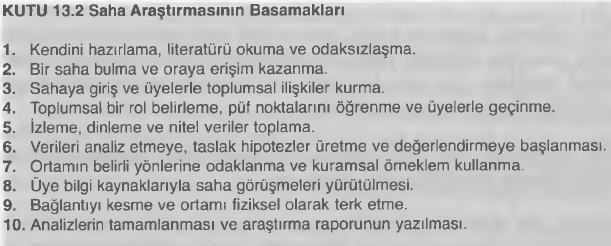 KUTU 13.2 Saha Araştırmasının Basamakları
1. Kendini hazırlama, literatürü okuma ve odaksızlaşma.
2. Bir saha bulma ve oraya erişim kazanma.
3. Sahaya giriş ve üyelerle toplumsal ilişkiler kurma.
4. Toplumsal bir rol belirleme, püf noktalarını öğrenme ve üyelerle geçinme.
5. İzleme, dinleme ve nitel veriler toplama.
6. Verileri analiz etmeye, taslak hipotezler üretme ve değerlendirmeye başlanması.
7. Ortamın belirli yönlerine odaklanma ve kuramsal örneklem kullanma.
8. Üye bilgi kaynaklarıyla saha görüşmeleri yürütülmesi.
9. Bağlantıyı kesme ve ortamı fiziksel olarak terk etme.
10. Analizlerin tamamlanması ve araştırma raporunun yazılması.